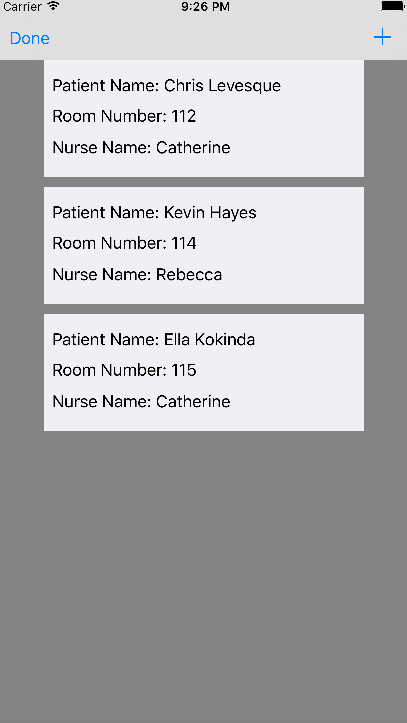 Carrier 9:26 PM
Done +
Patient Name: Chris Levesque
Room Number: 112
Nurse Name: Catherine
Patient Name: Kevin Hayes
Room Number: 114
Nurse Name: Rebecca
Patient Name: Ella Kokinda
Room Number: 115
Nurse Name: Catherine